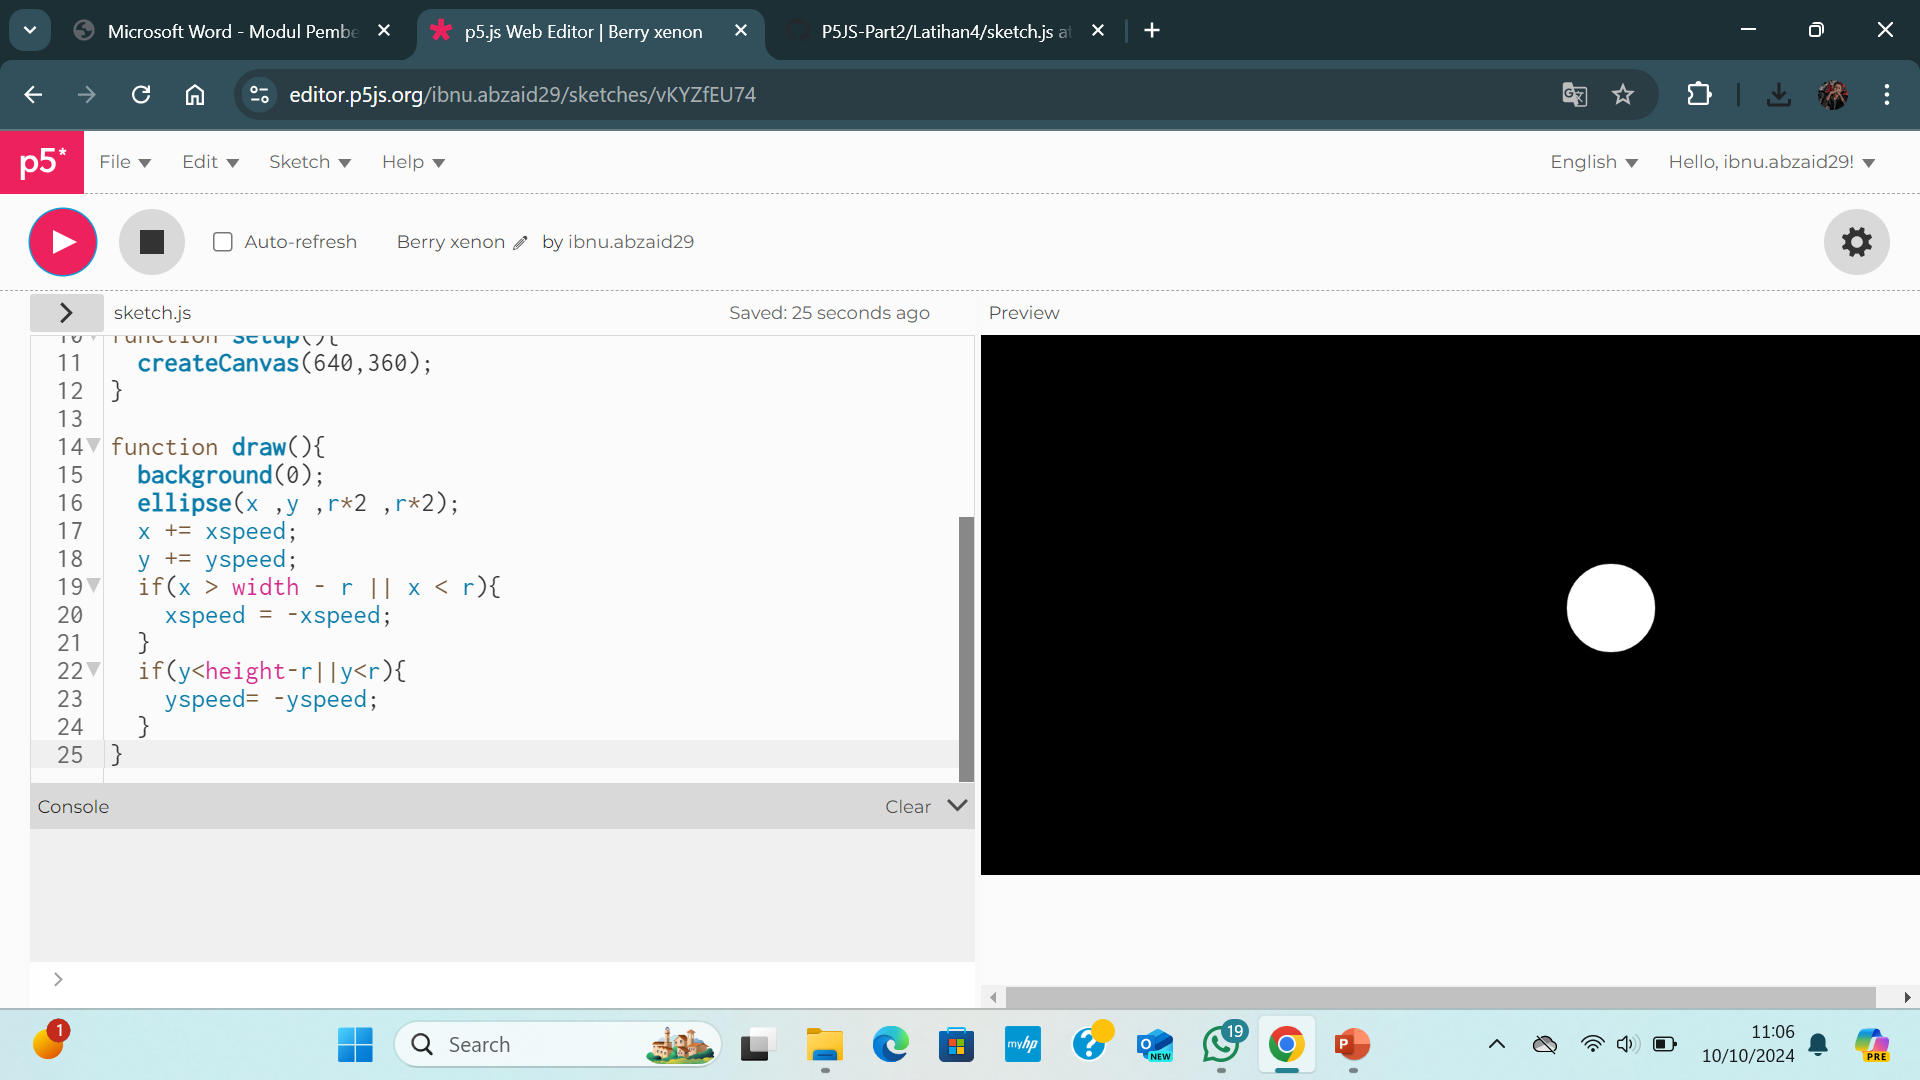 Microsoft Word - Modul Pembe
p5.js Web Editor | Berry xenon
P5JS-Part2/Latihan4/sketch.js at
editor.p5js.org/ibnu.abzaid29/sketches/vKYZfEU74
p5*
File
Edit
Sketch
Help
English
Hello, ibnu.abzaid29!
Auto-refresh
Berry xenon
by ibnu.abzaid29
sketch.js
Saved: 25 seconds ago
Preview
10 function setup(){
11 createCanvas(640,360);
12 }
13
14 function draw(){
15 background(0);
16 ellipse(x ,y ,r*2 ,r*2);
17 x += xspeed;
18 y += yspeed;
19 if(x > width - r || x < r){
20 xspeed = -xspeed;
21 }
22 if(y<height-r||y<r){
23 yspeed= -yspeed;
24 }
25 }
Console
Clear
1
Search
myhp
NEW
19
P
11:06
10/10/2024
PRE